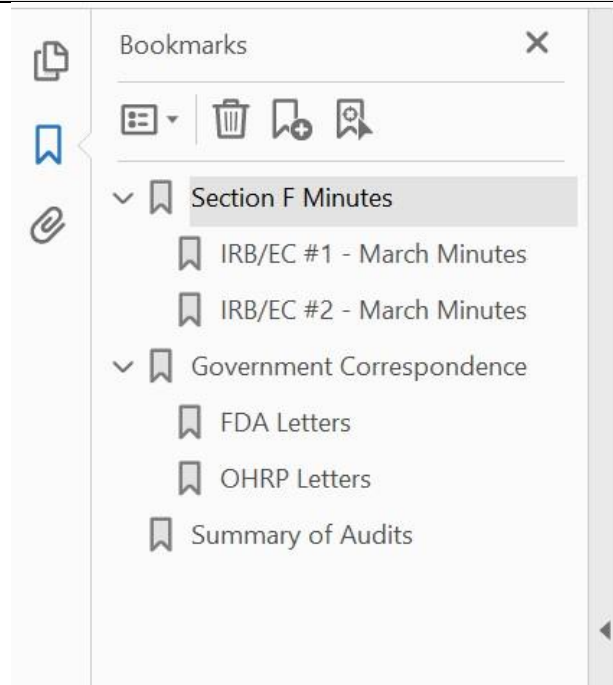 Bookmarks
Section F Minutes
IRB/EC #1 - March Minutes
IRB/EC #2 - March Minutes
Government Correspondence
FDA Letters
OHRP Letters
Summary of Audits